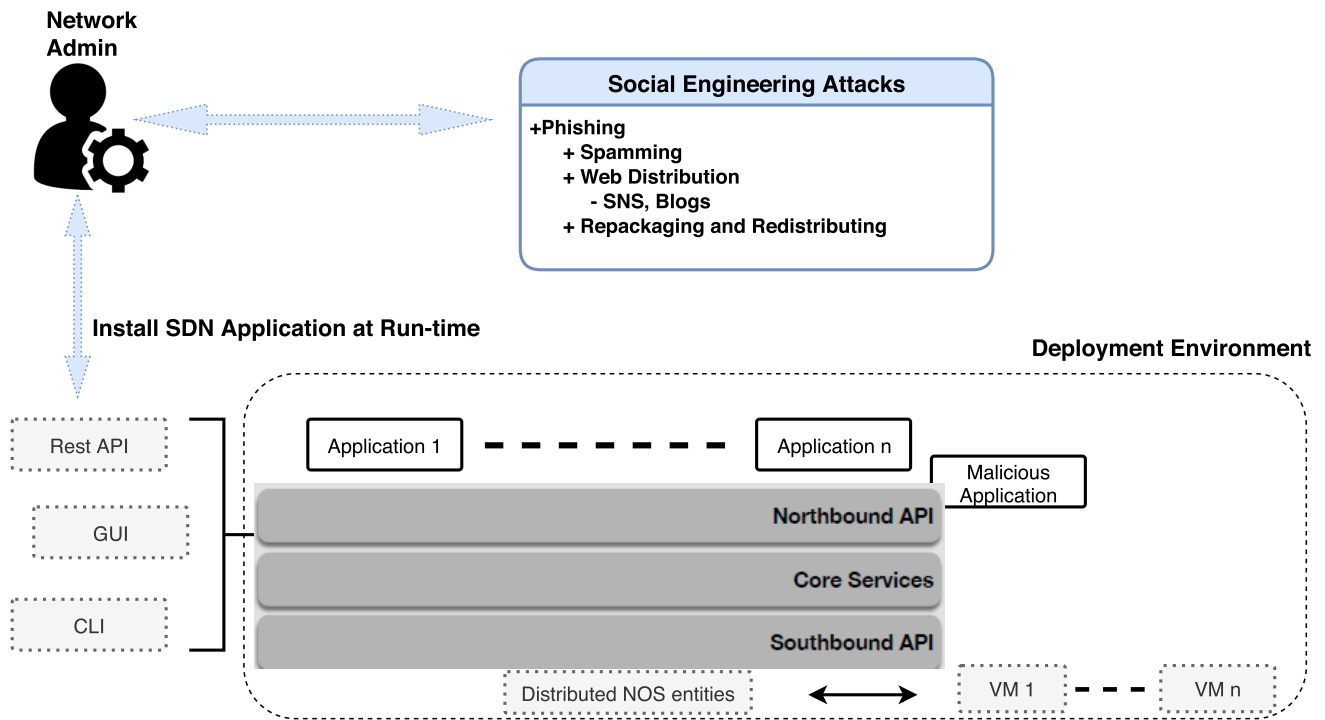 Network
Admin
Social Engineering Attacks
+Phishing
+ Spamming
+ Web Distribution
- SNS, Blogs
+ Repackaging and Redistributing
Install SDN Application at Run-time
Deployment Environment
Rest API
GUI
CLI
Application 1
Application n
Malicious
Application
Northbound API
Core Services
Southbound API
Distributed NOS entities
VM 1
VM n